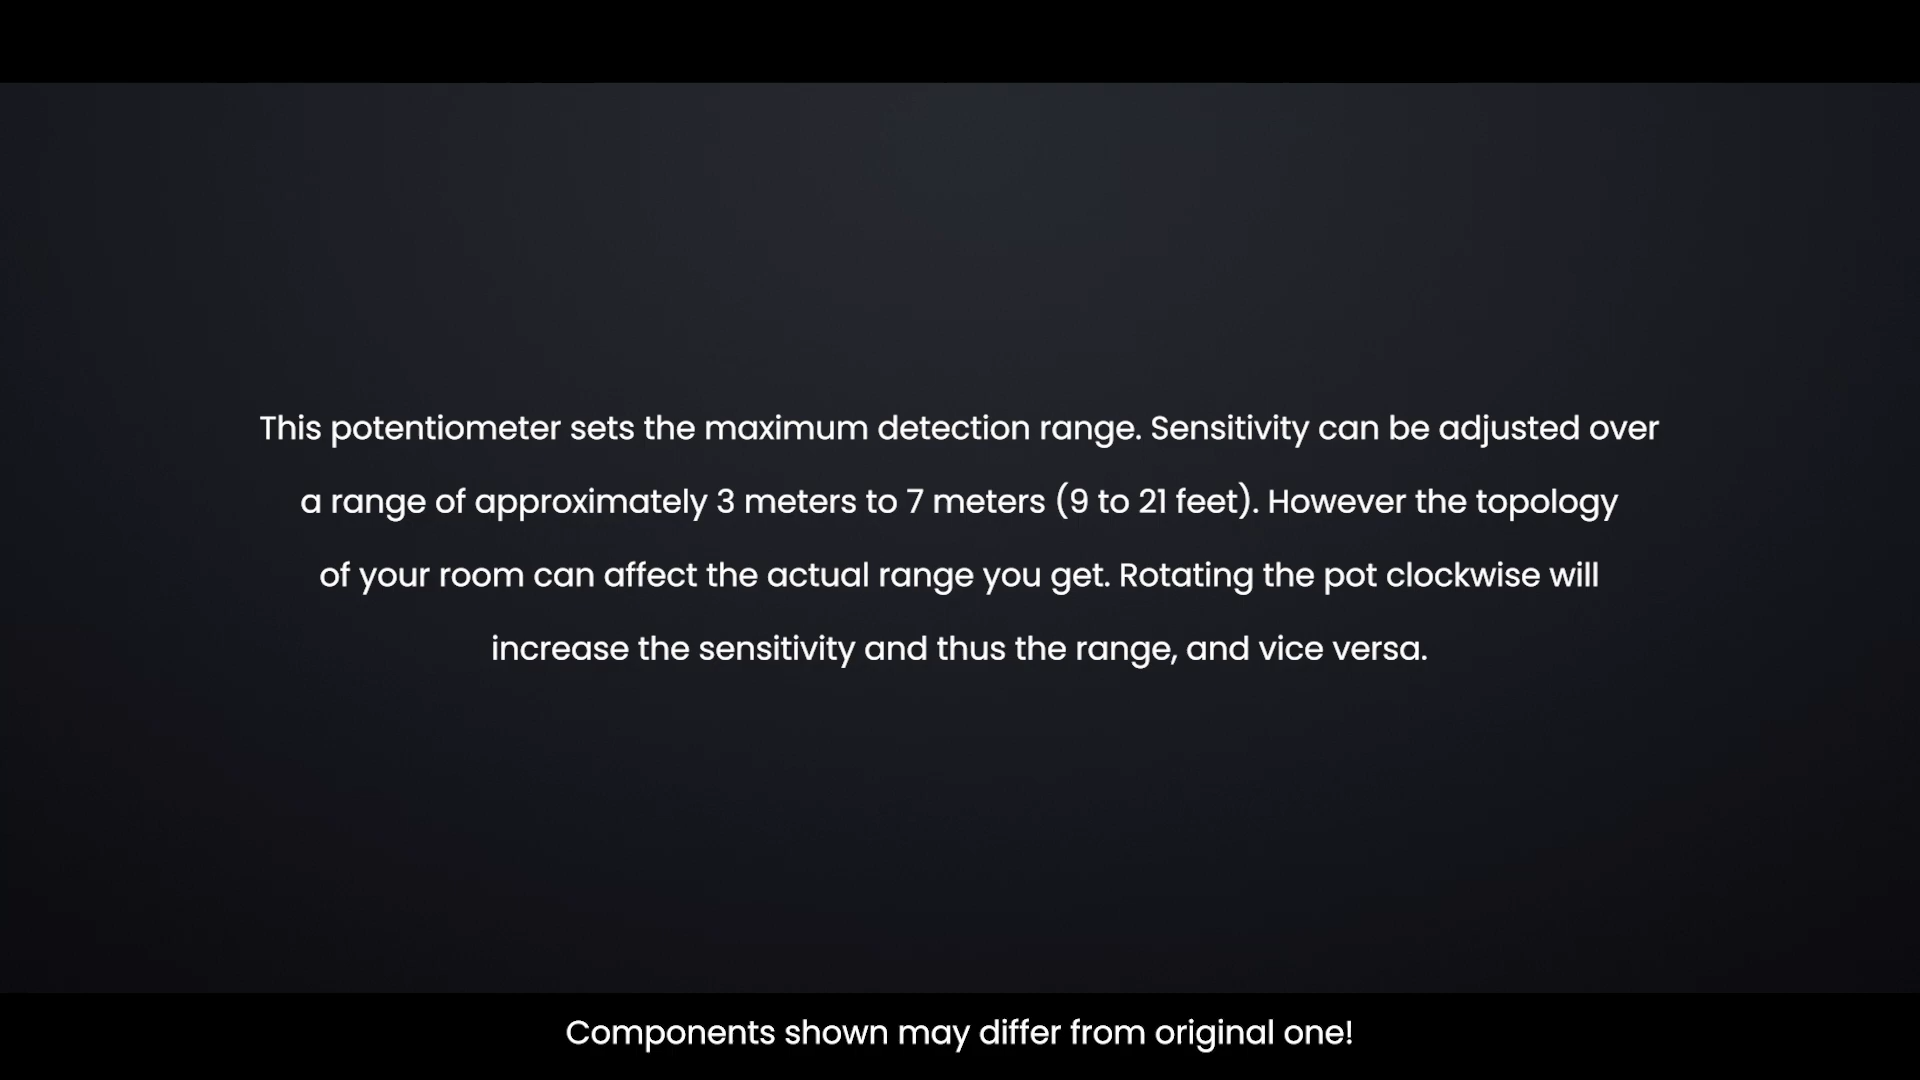 This potentiometer sets the maximum detection range. Sensitivity can be adjusted over
a range of approximately 3 meters to 7 meters (9 to 21 feet). However the topology
of your room can affect the actual range you get. Rotating the pot clockwise will
increase the sensitivity and thus the range, and vice versa.
Components shown may differ from original one!